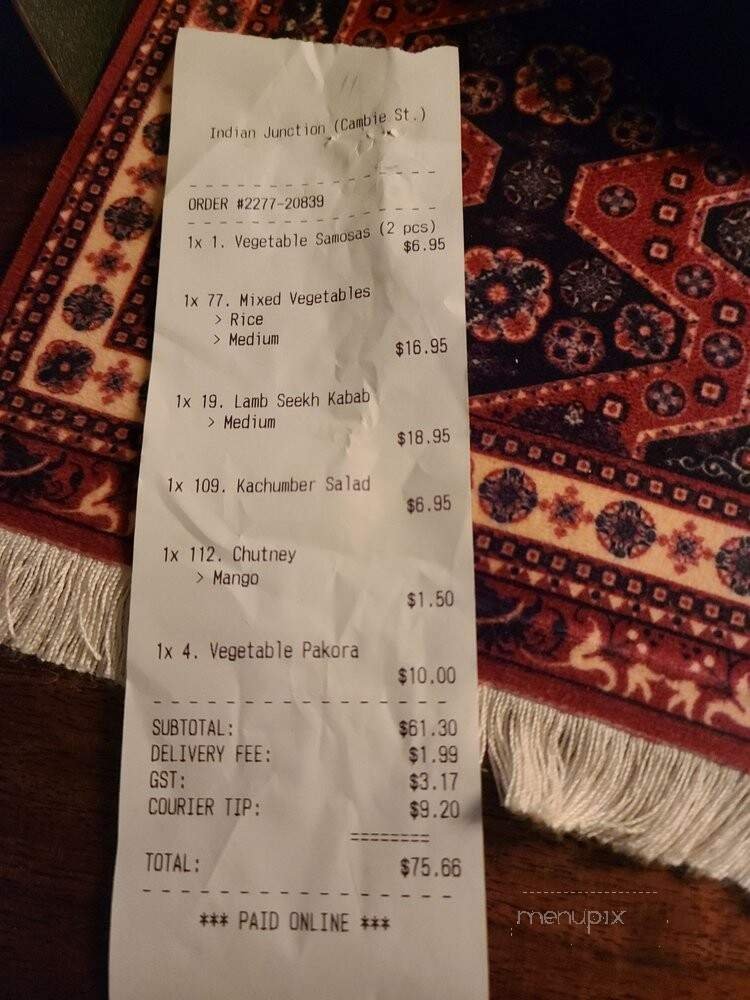 Indian Junction (Cambie St.)
ORDER #2277-20839
1x 1. Vegetable Samosas (2 pcs)
$6.95
1x 77. Mixed Vegetables
> Rice
> Medium
$16.95
1x 19. Lamb Seekh Kabab
> Medium
$18.95
1x 109. Kachumber Salad
$6.95
1x 112. Chutney
> Mango
$1.50
1x 4. Vegetable Pakora
$10.00
SUBTOTAL: $61.30
DELIVERY FEE: $1.99
GST: $3.17
COURIER TIP: $9.20
========
TOTAL: $75.66
*** PAID ONLINE ***
menupix